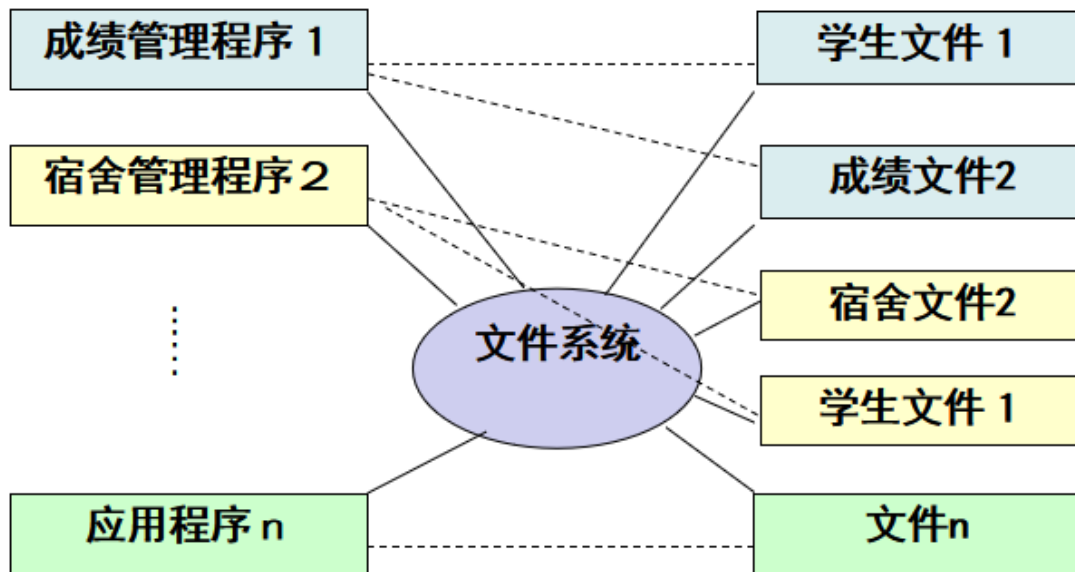 成绩管理程序 1
学生文件 1
宿舍管理程序２
成绩文件2
宿舍文件2
文件系统
学生文件 1
应用程序 n
文件n